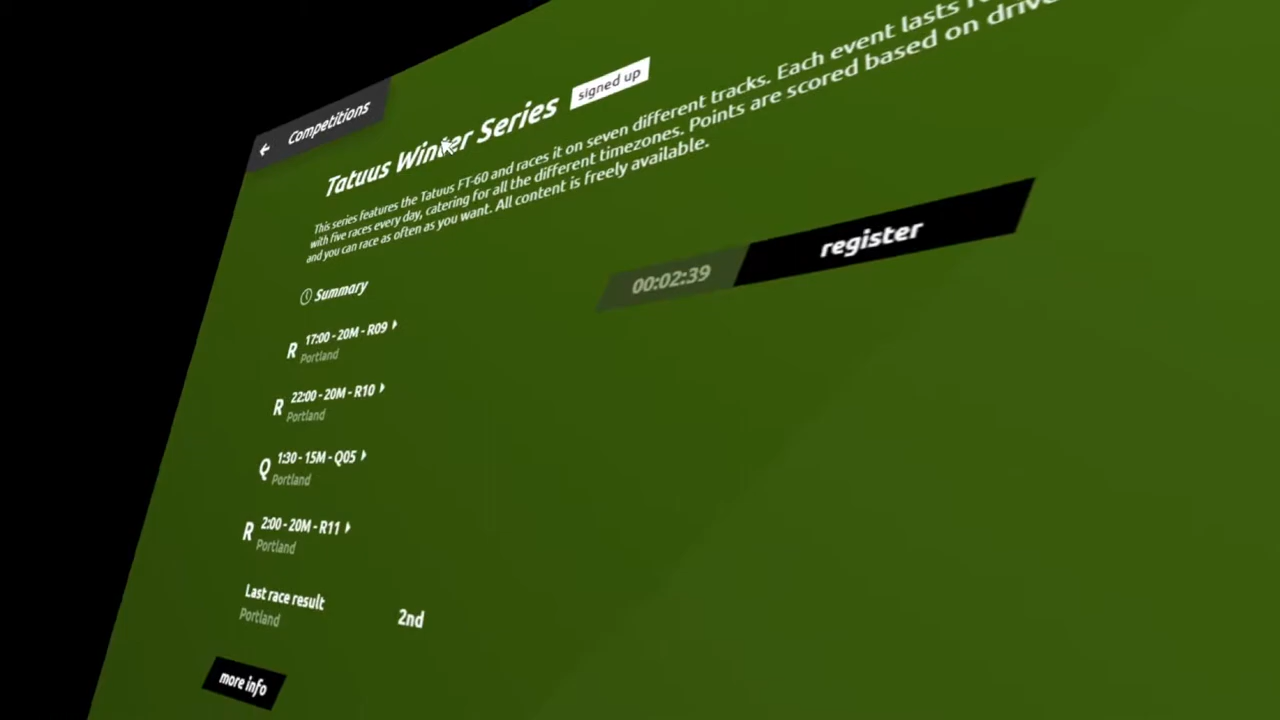 ← Competitions
Tatuus Winter Series signed up
This series features the Tatuus FT-60 and races it on seven different tracks. Each event lasts
with five races every day, catering for all the different timezones. Points are scored based on
and you can race as often as you want. All content is freely available.
00:02:39 register
Summary
R 17:00 - 20M - R09
Portland
R 22:00 - 20M - R10
Portland
Q 1:30 - 15M - Q05
Portland
R 2:00 - 20M - R11
Portland
Last race result 2nd
Portland
more info